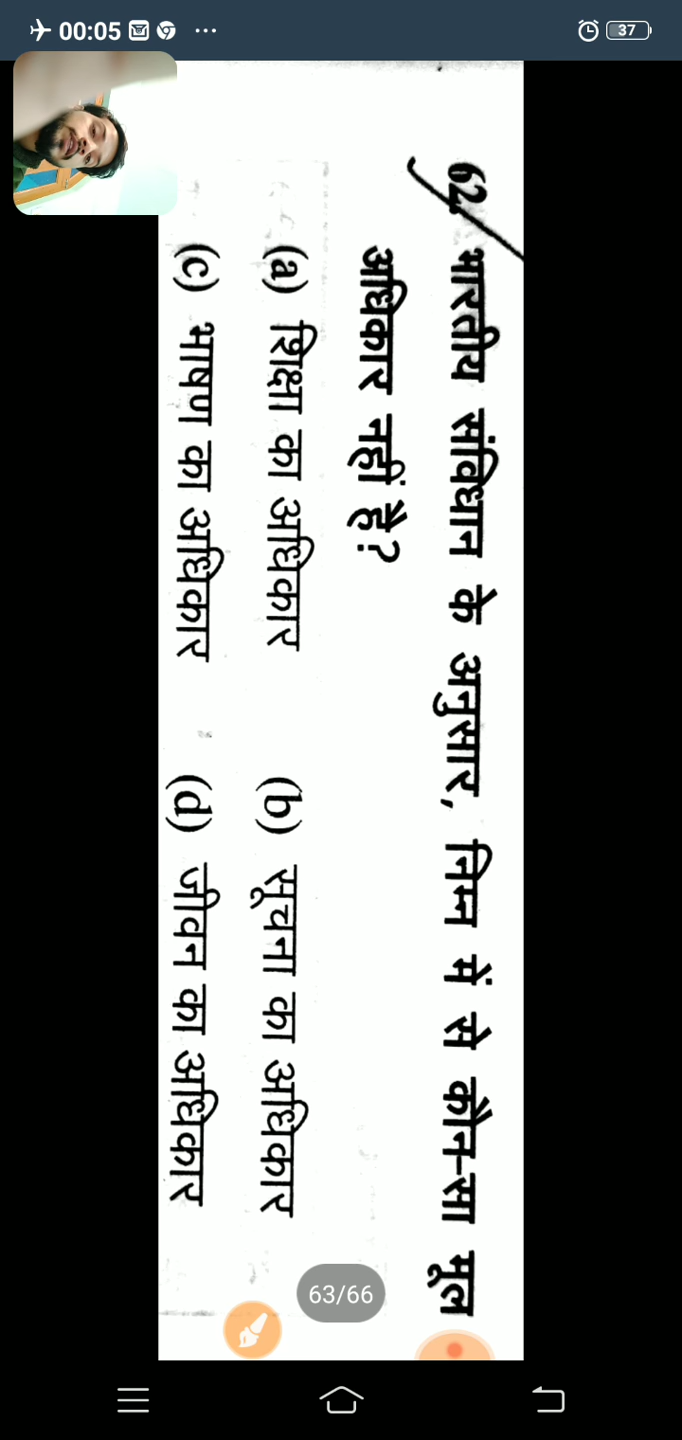 00:05
37
62. भारतीय संविधान के अनुसार, निम्न में से कौन-सा मूल
अधिकार नहीं है?
(a) शिक्षा का अधिकार (b) सूचना का अधिकार
(c) भाषण का अधिकार (d) जीवन का अधिकार
63/66